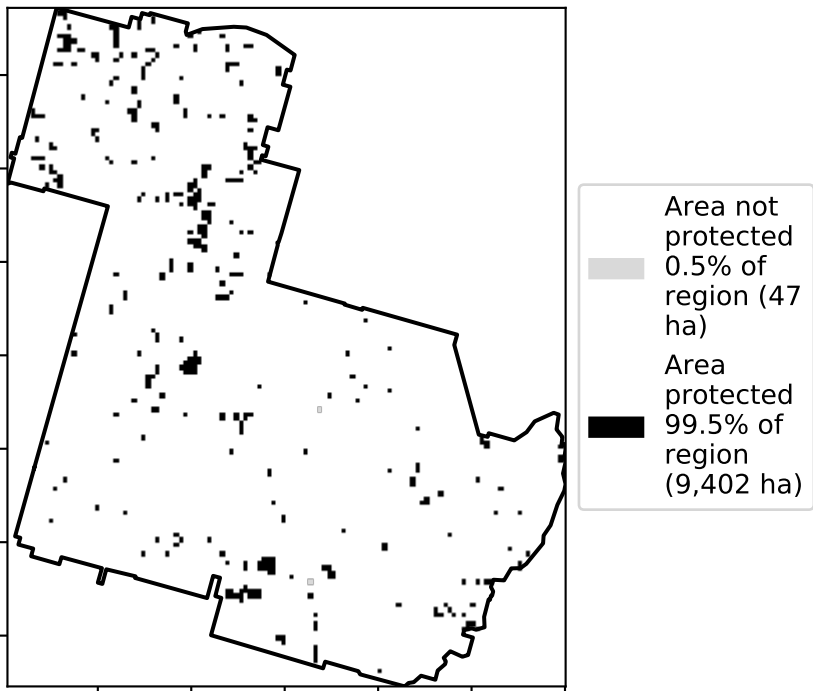 Area not
protected
0.5% of
region (47
ha)
Area
protected
99.5% of
region
(9,402 ha)